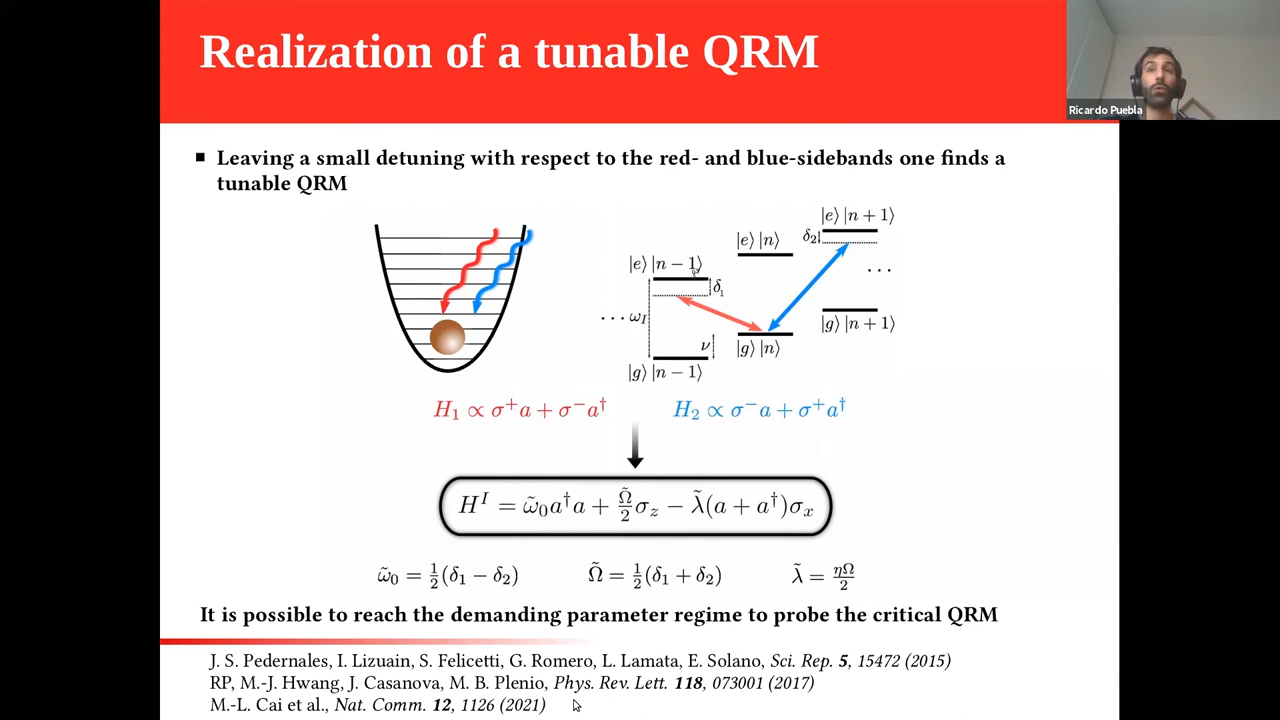 Realization of a tunable QRM
Ricardo Puebla
▪ Leaving a small detuning with respect to the red- and blue-sidebands one finds a
tunable QRM
|e⟩|n − 1⟩
δ₁
··· ω_I
ν
|g⟩|n − 1⟩
|e⟩|n⟩
|g⟩|n⟩
|e⟩|n + 1⟩
δ₂
···
|g⟩|n + 1⟩
H₁ ∝ σ⁺a + σ⁻a†
H₂ ∝ σ⁻a + σ⁺a†
H^I = ω̃₀a†a + Ω̃/2 σ_z − λ̃(a + a†)σ_x
ω̃₀ = ½(δ₁ − δ₂)
Ω̃ = ½(δ₁ + δ₂)
λ̃ = ηΩ/2
It is possible to reach the demanding parameter regime to probe the critical QRM
J. S. Pedernales, I. Lizuain, S. Felicetti, G. Romero, L. Lamata, E. Solano, Sci. Rep. 5, 15472 (2015)
RP, M.-J. Hwang, J. Casanova, M. B. Plenio, Phys. Rev. Lett. 118, 073001 (2017)
M.-L. Cai et al., Nat. Comm. 12, 1126 (2021)